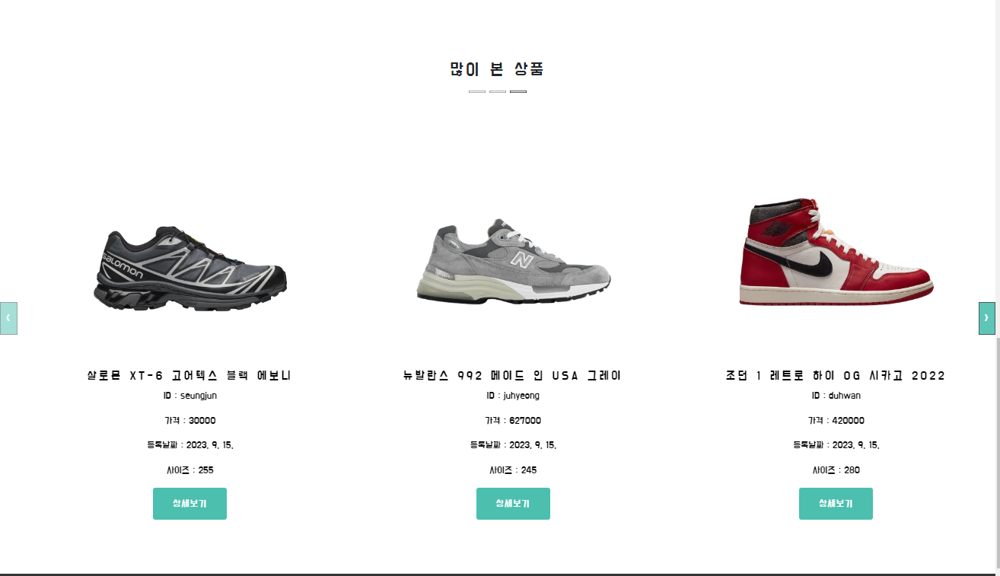 많이 본 상품
salomon
N
‹
›
살로몬 XT-6 고어텍스 블랙 에보니
뉴발란스 992 메이드 인 USA 그레이
조던 1 레트로 하이 OG 시카고 2022
ID : seungjun
ID : juhyeong
ID : duhwan
가격 : 30000
가격 : 627000
가격 : 420000
등록날짜 : 2023. 9. 15.
등록날짜 : 2023. 9. 15.
등록날짜 : 2023. 9. 15.
사이즈 : 255
사이즈 : 245
사이즈 : 280
상세보기
상세보기
상세보기